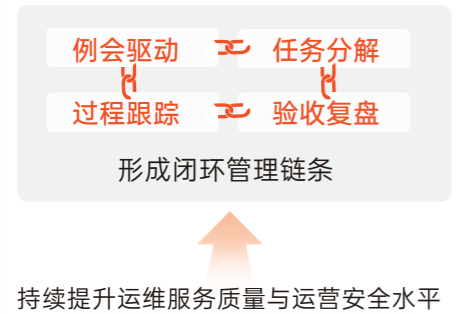 例会驱动 任务分解
过程跟踪 验收复盘
形成闭环管理链条
持续提升运维服务质量与运营安全水平